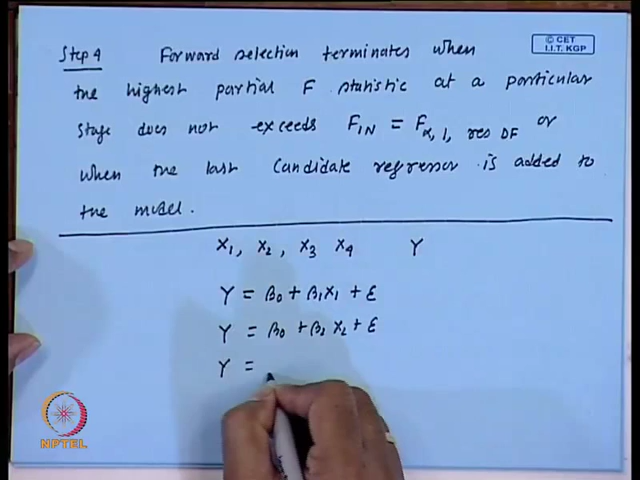 © CET
I.I.T. KGP
Step 4 Forward selection terminates when
the highest partial F statistic at a particular
stage does not exceeds F_IN = F_α, 1, res DF or
when the last candidate regressor is added to
the model.
X₁, X₂, X₃ X₄ Y
Y = β₀ + β₁X₁ + ε
Y = β₀ + β₂ X₂ + ε
Y =
NPTEL